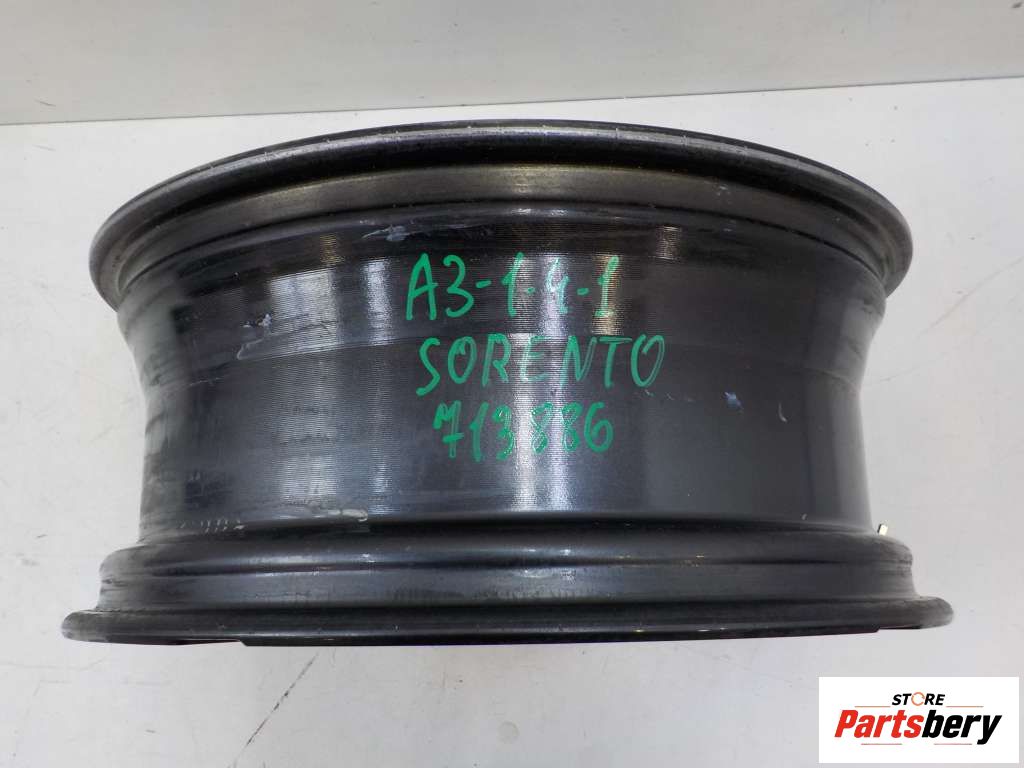 A3-1-4-1
SORENTO
713886
STORE
Partsbery